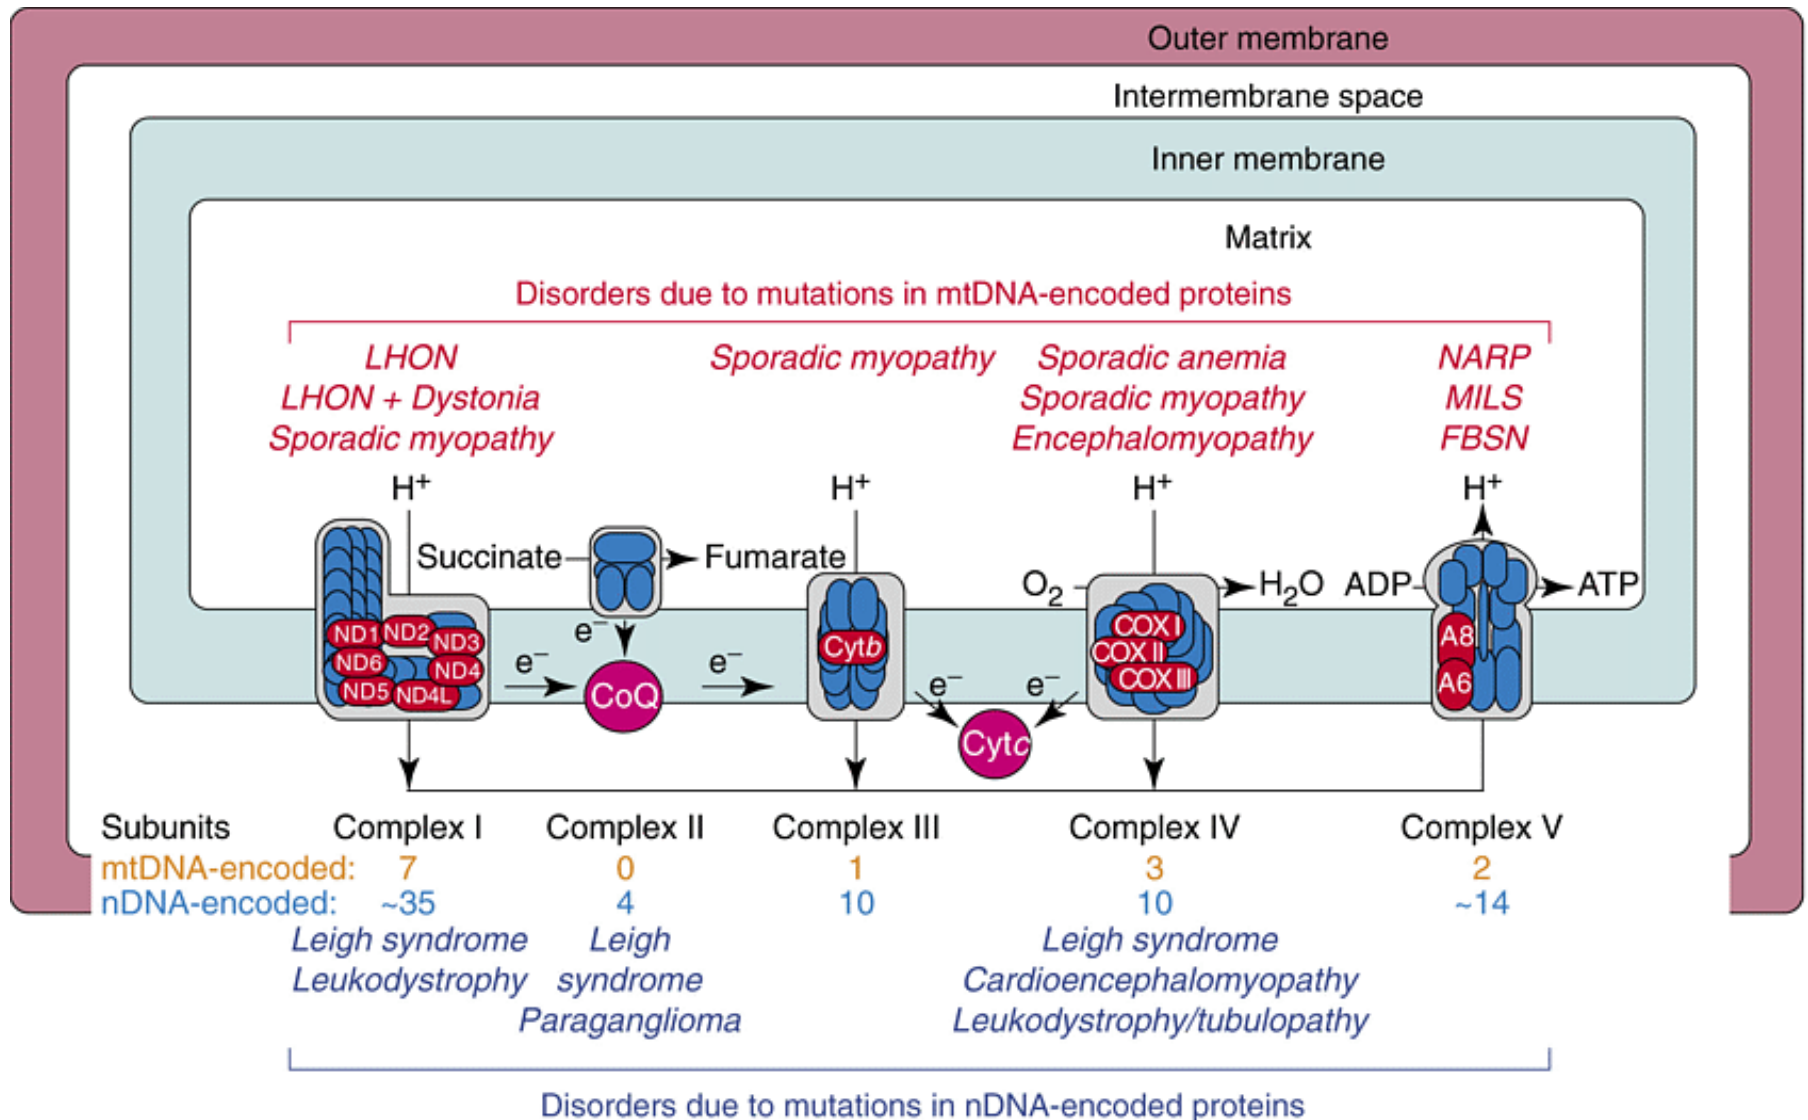 Outer membrane
Intermembrane space
Inner membrane
Matrix
Disorders due to mutations in mtDNA-encoded proteins
LHON Sporadic myopathy Sporadic anemia NARP
LHON + Dystonia Sporadic myopathy MILS
Sporadic myopathy Encephalomyopathy FBSN
H⁺ H⁺ H⁺ H⁺
Succinate Fumarate
O₂ H₂O ADP ATP
ND1 ND2 ND3
e⁻
COX I
A8
Cytb
COX II
ND6 ND4
e⁻ e⁻
COX III
A6
ND5 ND4L
CoQ
e⁻ e⁻
Cytc
Subunits Complex I Complex II Complex III Complex IV Complex V
mtDNA-encoded: 7 0 1 3 2
nDNA-encoded: ~35 4 10 10 ~14
Leigh syndrome Leigh Leigh syndrome
Leukodystrophy syndrome Cardioencephalomyopathy
Paraganglioma Leukodystrophy/tubulopathy
Disorders due to mutations in nDNA-encoded proteins